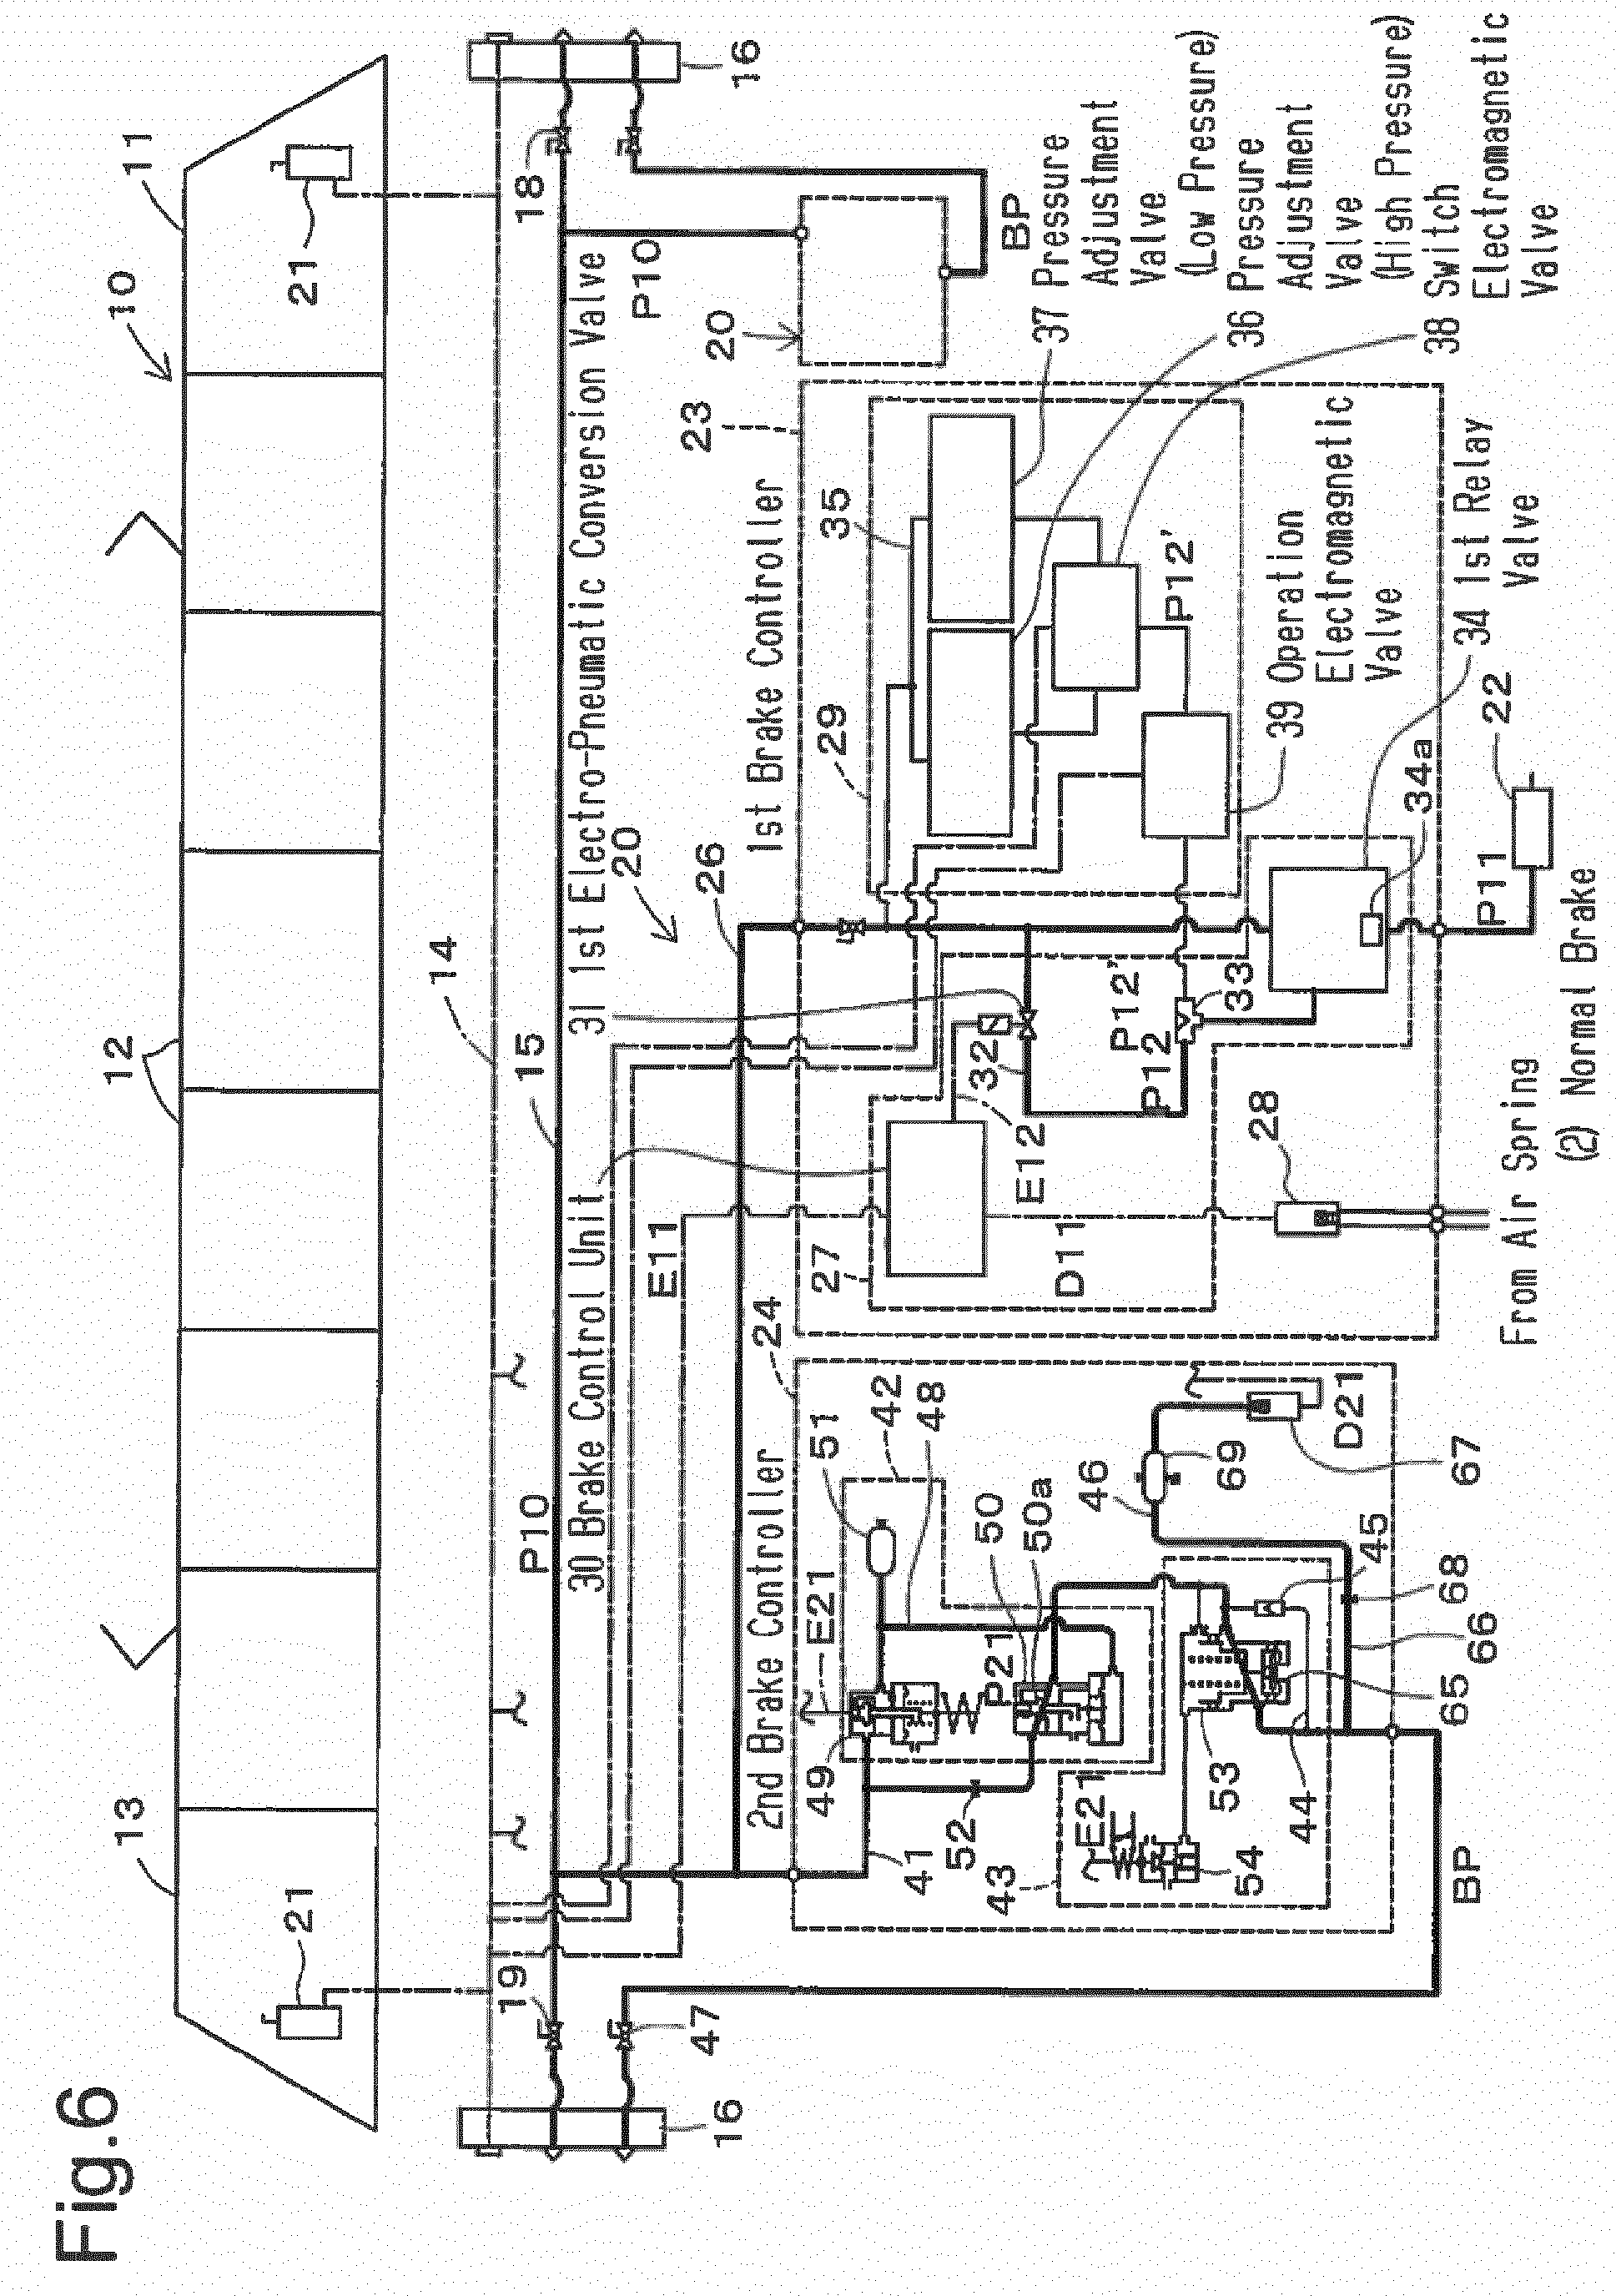 Fig.6
10
11
12
13
21
21
14
15
16
16
18
19
47
P10
P10
BP
20
31 1st Electro-Pneumatic Conversion Valve
30 Brake Control Unit
E11
20
26
23
1st Brake Controller
29
35
37 Pressure
Adjustment
Valve
(Low Pressure)
36 Pressure
Adjustment
Valve
(High Pressure)
38 Switch
Electromagnetic
Valve
P12'
39 Operation
Electromagnetic
Valve
34 1st Relay
Valve
34a
22
P11
33
P12'
P12
32
E12
27
D11
28
From Air Spring
(2) Normal Brake
24
2nd Brake Controller
42
51
48
E21
49
50
50a
P21
41
52
43
E21
54
53
44
65
66
68
45
46
69
67
D21
BP